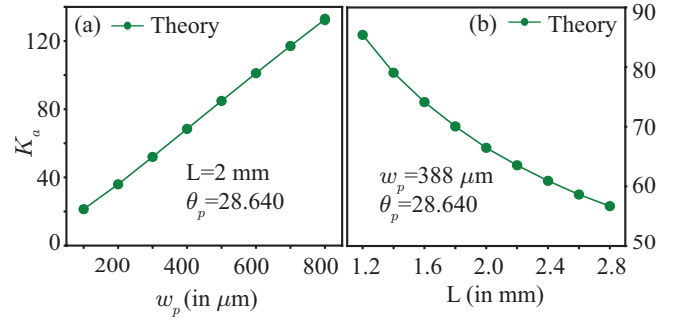 (a) Theory
130
80
40
0
K_a
L=2 mm
θ_p=28.640
200 400 600 800
w_p (in μm)
(b) Theory
90
80
70
60
50
w_p=388 μm
θ_p=28.640
1.2 1.6 2.0 2.4 2.8
L (in mm)